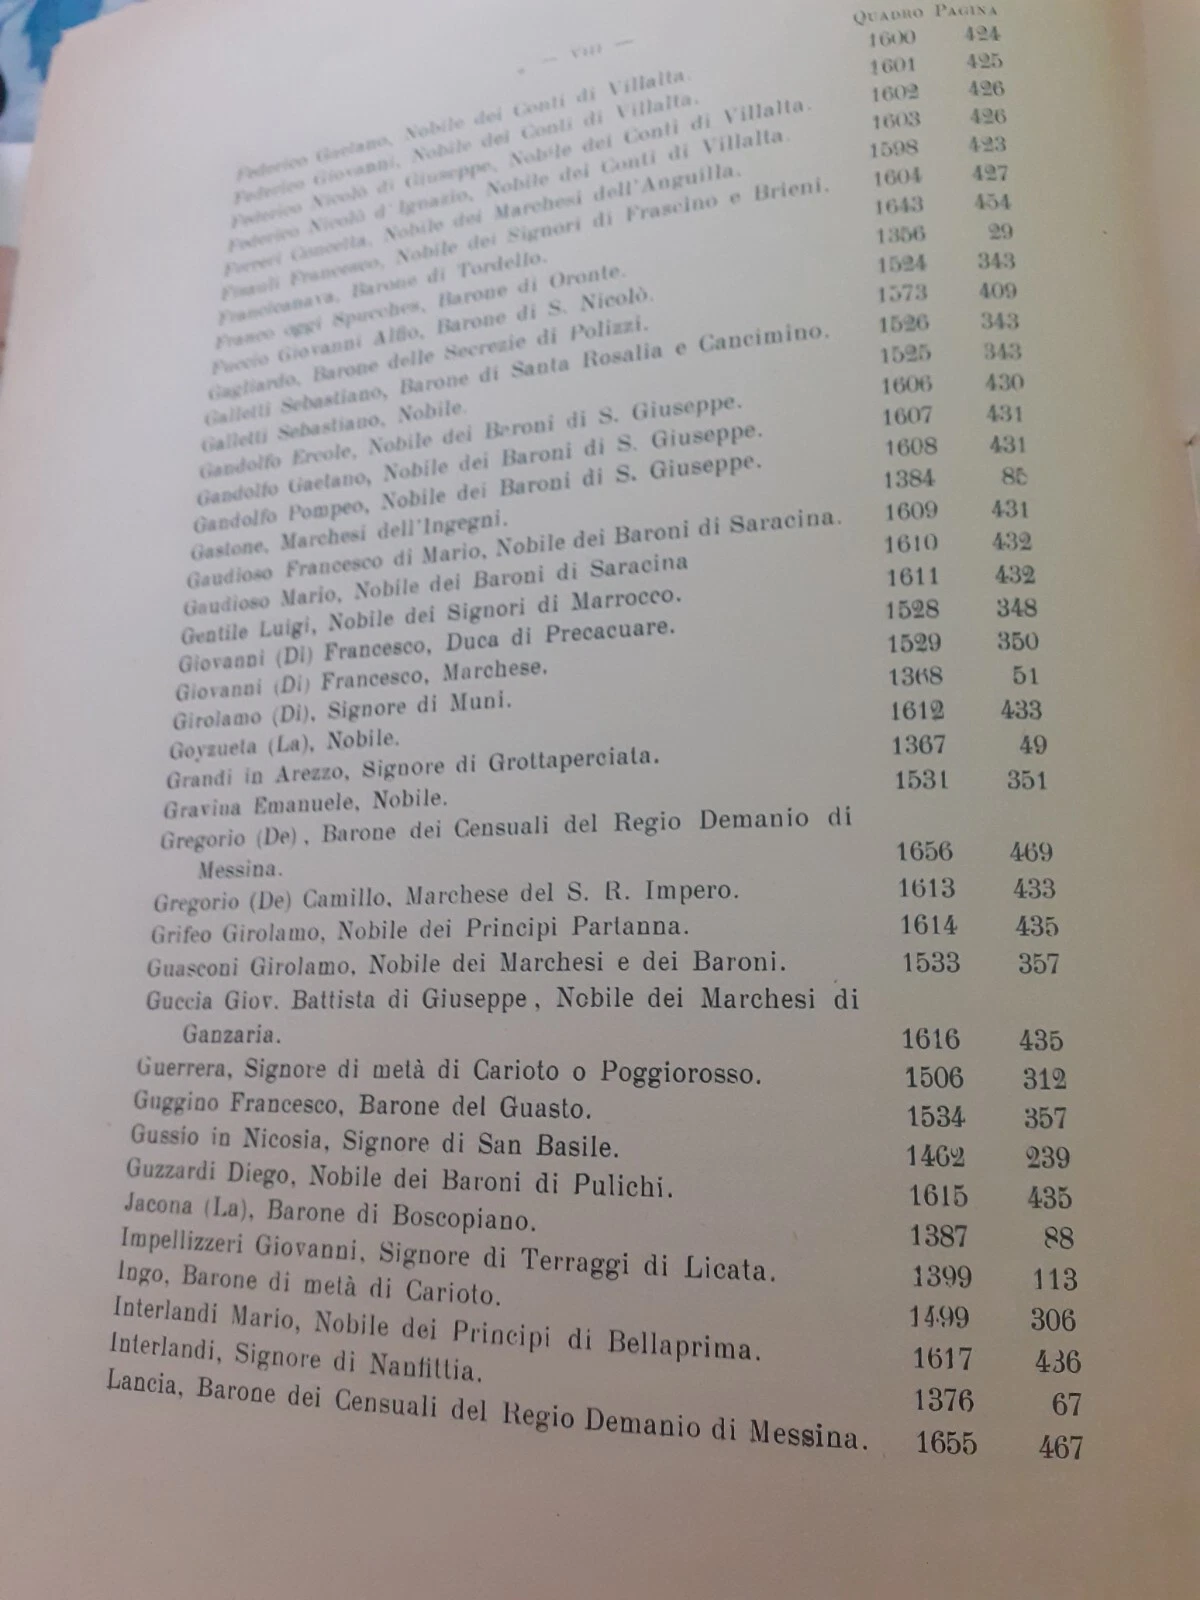 — VIII —
QUADRO PAGINA
Federico Gaetano, Nobile dei Conti di Villalta. 1600 424
Federico Giovanni, Nobile dei Conti di Villalta. 1601 425
Federico Nicolò di Giuseppe, Nobile dei Conti di Villalta. 1602 426
Federico Nicolò d'Ignazio, Nobile dei Conti di Villalta. 1603 426
Ferreri Concetta, Nobile dei Marchesi dell'Anguilla. 1598 423
Fisauli Francesco, Nobile dei Signori di Frascino e Brieni. 1604 427
Francicanava, Barone di Tordello. 1643 454
Franco oggi Spucches, Barone di Oronte. 1356 29
Fuccio Giovanni Alfio, Barone di S. Nicolò. 1524 343
Gagliardo, Barone delle Secrezie di Polizzi. 1573 409
Galletti Sebastiano, Barone di Santa Rosalia e Cancimino. 1526 343
Galletti Sebastiano, Nobile. 1525 343
Gandolfo Ercole, Nobile dei Baroni di S. Giuseppe. 1606 430
Gandolfo Gaetano, Nobile dei Baroni di S. Giuseppe. 1607 431
Gandolfo Pompeo, Nobile dei Baroni di S. Giuseppe. 1608 431
Gastone, Marchesi dell'Ingegni. 1384 85
Gaudioso Francesco di Mario, Nobile dei Baroni di Saracina. 1609 431
Gaudioso Mario, Nobile dei Baroni di Saracina 1610 432
Gentile Luigi, Nobile dei Signori di Marrocco. 1611 432
Giovanni (Di) Francesco, Duca di Precacuare. 1528 348
Giovanni (Di) Francesco, Marchese. 1529 350
Girolamo (Di), Signore di Muni. 1368 51
Goyzueta (La), Nobile. 1612 433
Grandi in Arezzo, Signore di Grottaperciata. 1367 49
Gravina Emanuele, Nobile. 1531 351
Gregorio (De), Barone dei Censuali del Regio Demanio di
Messina. 1656 469
Gregorio (De) Camillo, Marchese del S. R. Impero. 1613 433
Grifeo Girolamo, Nobile dei Principi Partanna. 1614 435
Guasconi Girolamo, Nobile dei Marchesi e dei Baroni. 1533 357
Guccia Giov. Battista di Giuseppe, Nobile dei Marchesi di
Ganzaria. 1616 435
Guerrera, Signore di metà di Carioto o Poggiorosso. 1506 312
Guggino Francesco, Barone del Guasto. 1534 357
Gussio in Nicosia, Signore di San Basile. 1462 239
Guzzardi Diego, Nobile dei Baroni di Pulichi. 1615 435
Jacona (La), Barone di Boscopiano. 1387 88
Impellizzeri Giovanni, Signore di Terraggi di Licata. 1399 113
Ingo, Barone di metà di Carioto. 1499 306
Interlandi Mario, Nobile dei Principi di Bellaprima. 1617 436
Interlandi, Signore di Nanfittia. 1376 67
Lancia, Barone dei Censuali del Regio Demanio di Messina. 1655 467